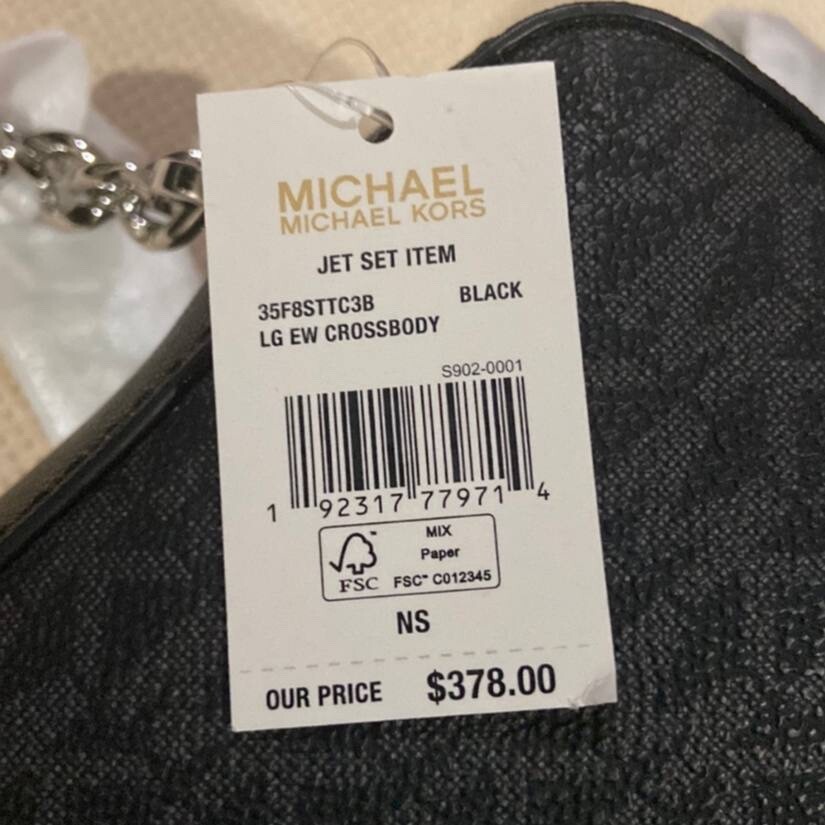 MICHAEL
MICHAEL KORS
JET SET ITEM
35F8STTC3B BLACK
LG EW CROSSBODY
S902-0001
1 92317 77971 4
MIX
Paper
FSC™ C012345
FSC
NS
OUR PRICE $378.00